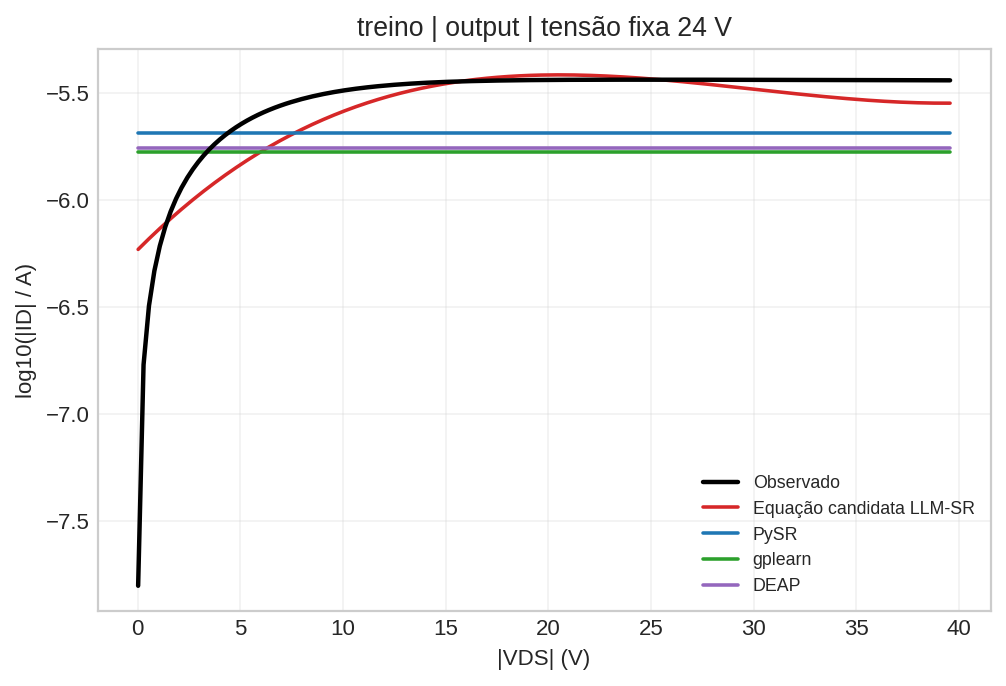 treino | output | tensão fixa 24 V
log10(|ID| / A)
−5.5
−6.0
−6.5
−7.0
−7.5
Observado
Equação candidata LLM-SR
PySR
gplearn
DEAP
0 5 10 15 20 25 30 35 40
|VDS| (V)